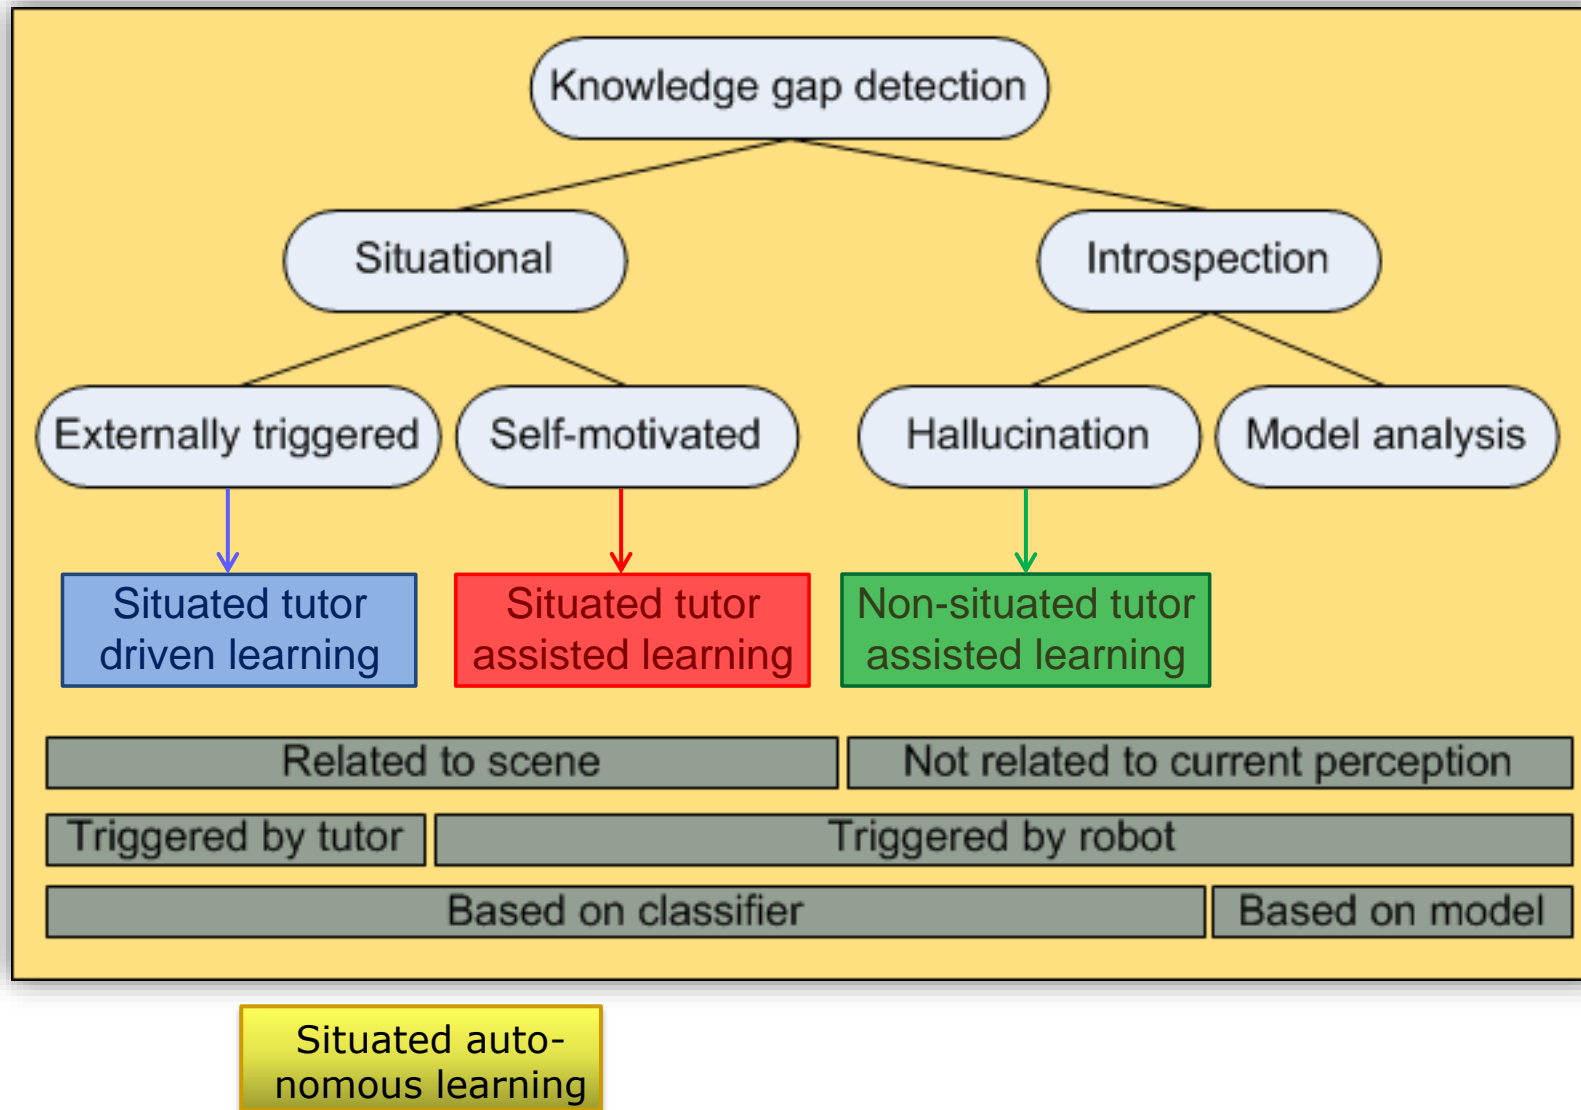 Knowledge gap detection
Situational
Introspection
Externally triggered
Self-motivated
Hallucination
Model analysis
Situated tutor
driven learning
Situated tutor
assisted learning
Non-situated tutor
assisted learning
Related to scene
Not related to current perception
Triggered by tutor
Triggered by robot
Based on classifier
Based on model
Situated auto-
nomous learning